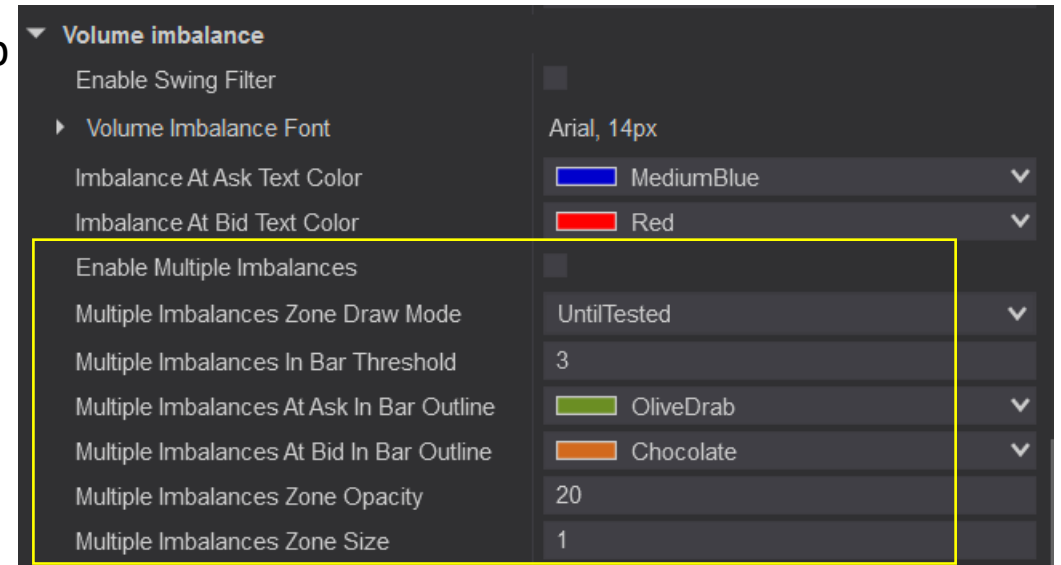 Volume imbalance
Enable Swing Filter
Volume Imbalance Font Arial, 14px
Imbalance At Ask Text Color MediumBlue
Imbalance At Bid Text Color Red
Enable Multiple Imbalances
Multiple Imbalances Zone Draw Mode UntilTested
Multiple Imbalances In Bar Threshold 3
Multiple Imbalances At Ask In Bar Outline OliveDrab
Multiple Imbalances At Bid In Bar Outline Chocolate
Multiple Imbalances Zone Opacity 20
Multiple Imbalances Zone Size 1